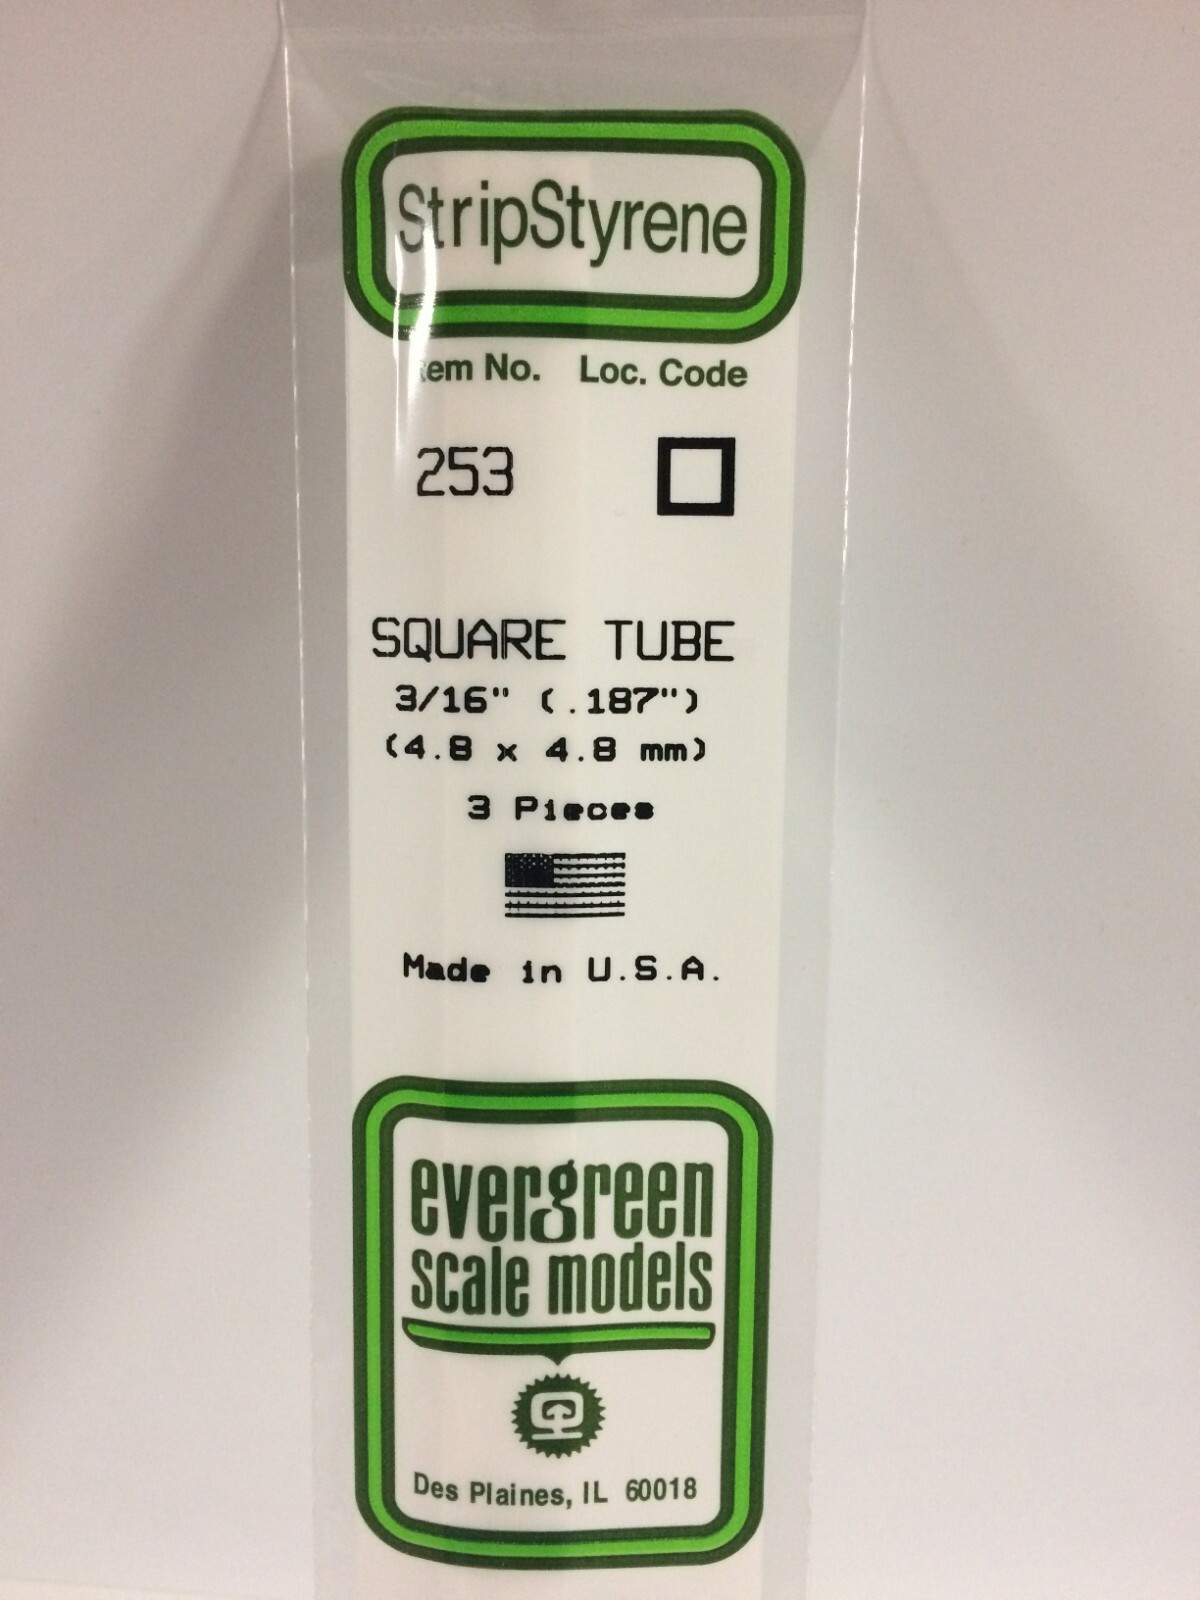 StripStyrene
Item No. Loc. Code
253
SQUARE TUBE
3/16" (.187")
(4.8 x 4.8 mm)
3 Pieces
Made in U.S.A.
evergreen
scale models
Des Plaines, IL 60018